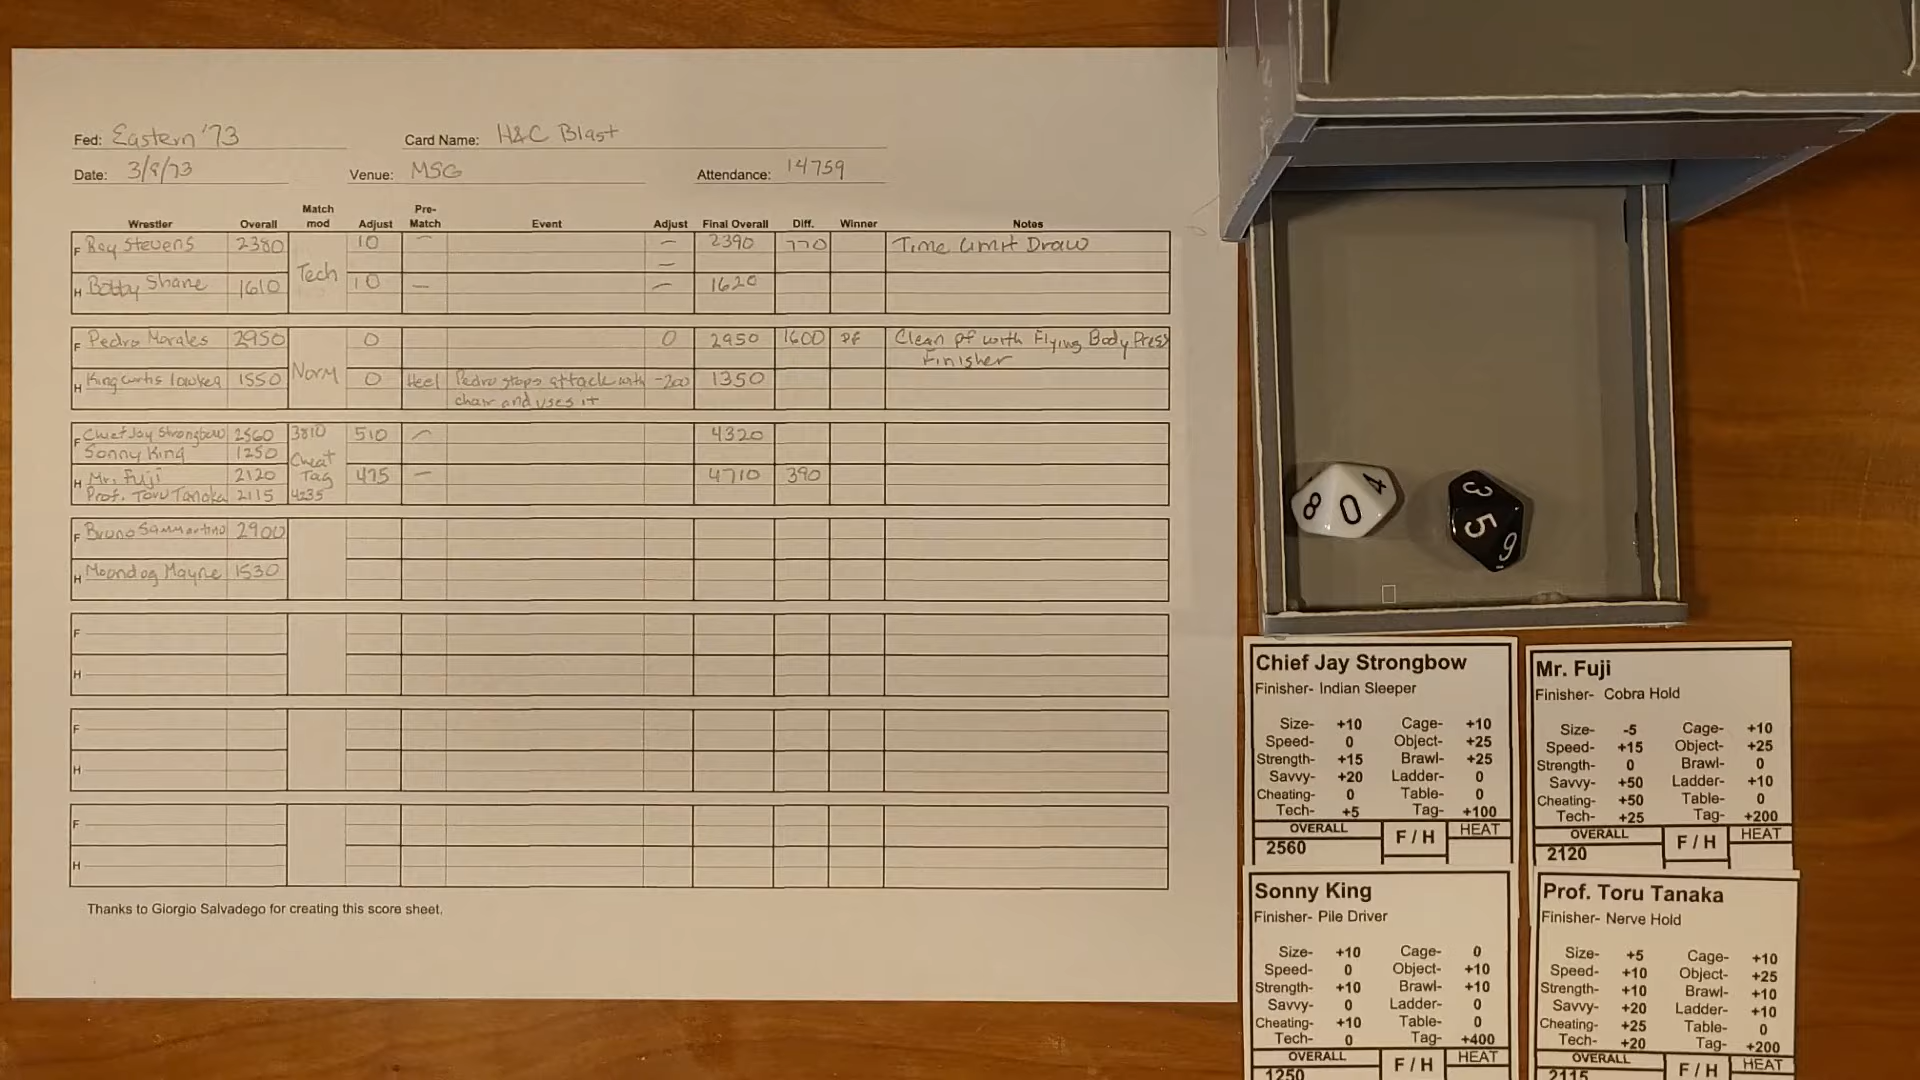 Fed: Eastern '73 Card Name: H&C Blast
Date: 3/9/73 Venue: MSG Attendance: 14759
Wrestler Overall Match mod Adjust Pre-Match Event Adjust Final Overall Diff. Winner Notes
F Ray Stevens 2380 Tech 10 — — 2390 770 Time Limit Draw
—
H Bobby Shane 1610 10 — — 1620
F Pedro Morales 2950 Norm 0 0 2950 1600 PF Clean pf with Flying Body Press
Finisher
H King Curtis Iawkea 1550 0 Heel Pedro stops attack with -200 1350
chair and uses it
F Chief Jay Strongbow 2560 3810 510 — 4320
Sonny King 1250 Cheat
H Mr. Fuji 2120 Tag 475 — 4710 390
Prof. Toru Tanaka 2115 4235
F Bruno Sammartino 2900
H Moondog Mayne 1530
F
H
F
H
F
H
Thanks to Giorgio Salvadego for creating this score sheet.
8 0 4
3 5 6
Chief Jay Strongbow
Finisher- Indian Sleeper
Size- +10 Cage- +10
Speed- 0 Object- +25
Strength- +15 Brawl- +25
Savvy- +20 Ladder- 0
Cheating- 0 Table- 0
Tech- +5 Tag- +100
OVERALL F / H HEAT
2560
Mr. Fuji
Finisher- Cobra Hold
Size- -5 Cage- +10
Speed- +15 Object- +25
Strength- 0 Brawl- 0
Savvy- +50 Ladder- +10
Cheating- +50 Table- 0
Tech- +25 Tag- +200
OVERALL F / H HEAT
2120
Sonny King
Finisher- Pile Driver
Size- +10 Cage- 0
Speed- 0 Object- +10
Strength- +10 Brawl- +10
Savvy- 0 Ladder- 0
Cheating- +10 Table- 0
Tech- 0 Tag- +400
OVERALL F / H HEAT
1250
Prof. Toru Tanaka
Finisher- Nerve Hold
Size- +5 Cage- +10
Speed- +10 Object- +25
Strength- +10 Brawl- +10
Savvy- +20 Ladder- +10
Cheating- +25 Table- 0
Tech- +20 Tag- +200
OVERALL F / H HEAT
2115